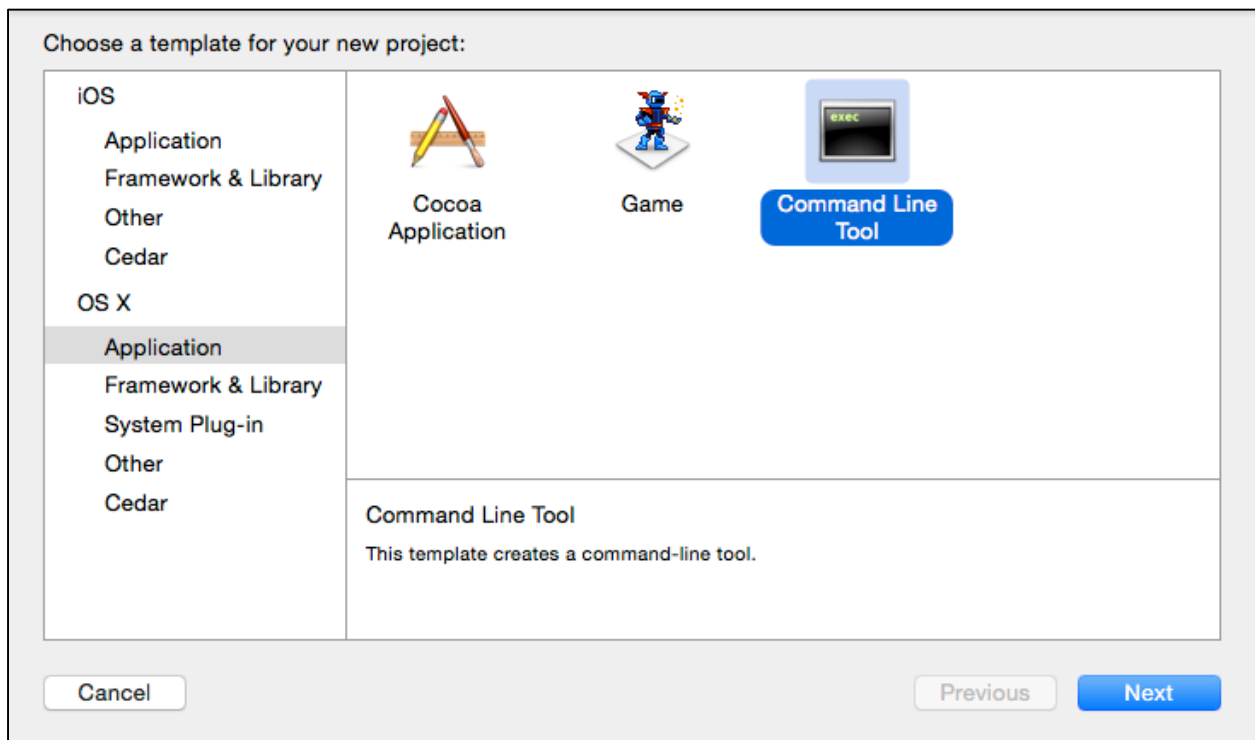 Choose a template for your new project:
iOS
Application
Framework & Library
Other
Cedar
OS X
Application
Framework & Library
System Plug-in
Other
Cedar
Cocoa
Application
Game
exec
Command Line
Tool
Command Line Tool
This template creates a command-line tool.
Cancel
Previous
Next